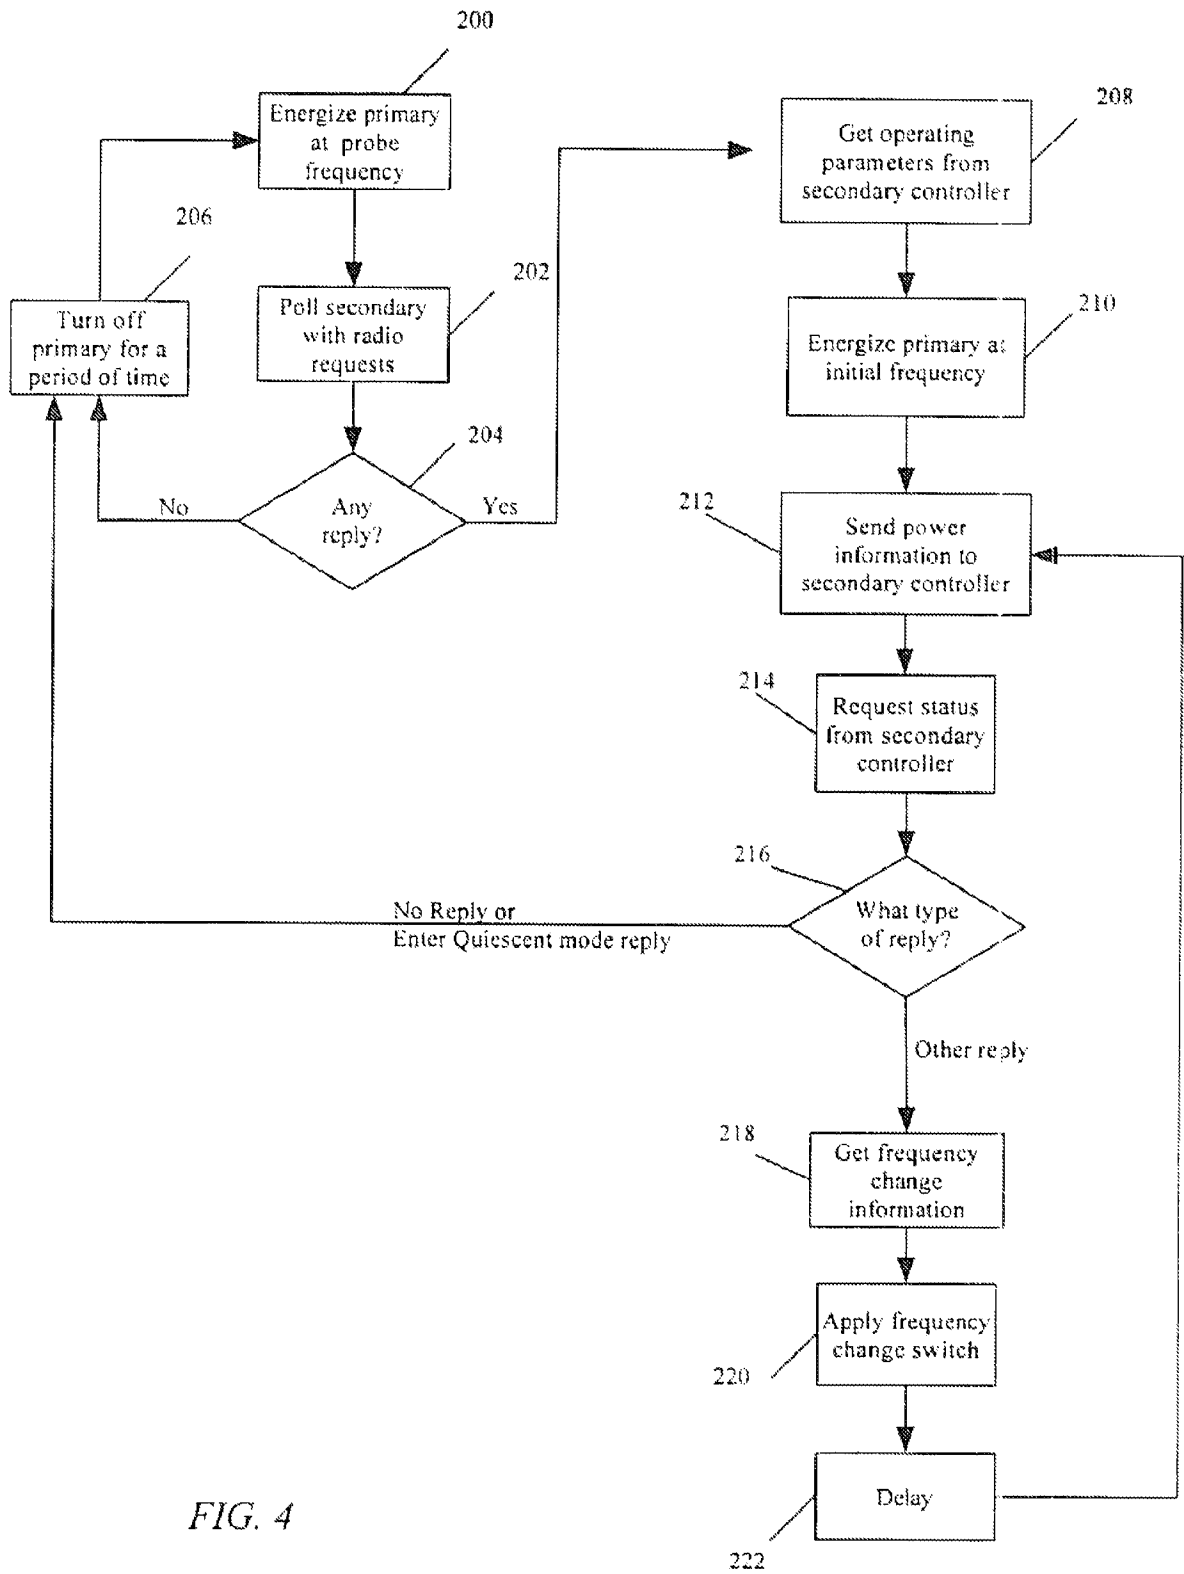 200
Energize primary
at probe
frequency
202
Poll secondary
with radio
requests
206
Turn off
primary for a
period of time
204
Any
reply?
No
Yes
208
Get operating
parameters from
secondary controller
210
Energize primary at
initial frequency
212
Send power
information to
secondary controller
214
Request status
from secondary
controller
216
What type
of reply?
No Reply or
Enter Quiescent mode reply
Other reply
218
Get frequency
change
information
220
Apply frequency
change switch
222
Delay
FIG. 4